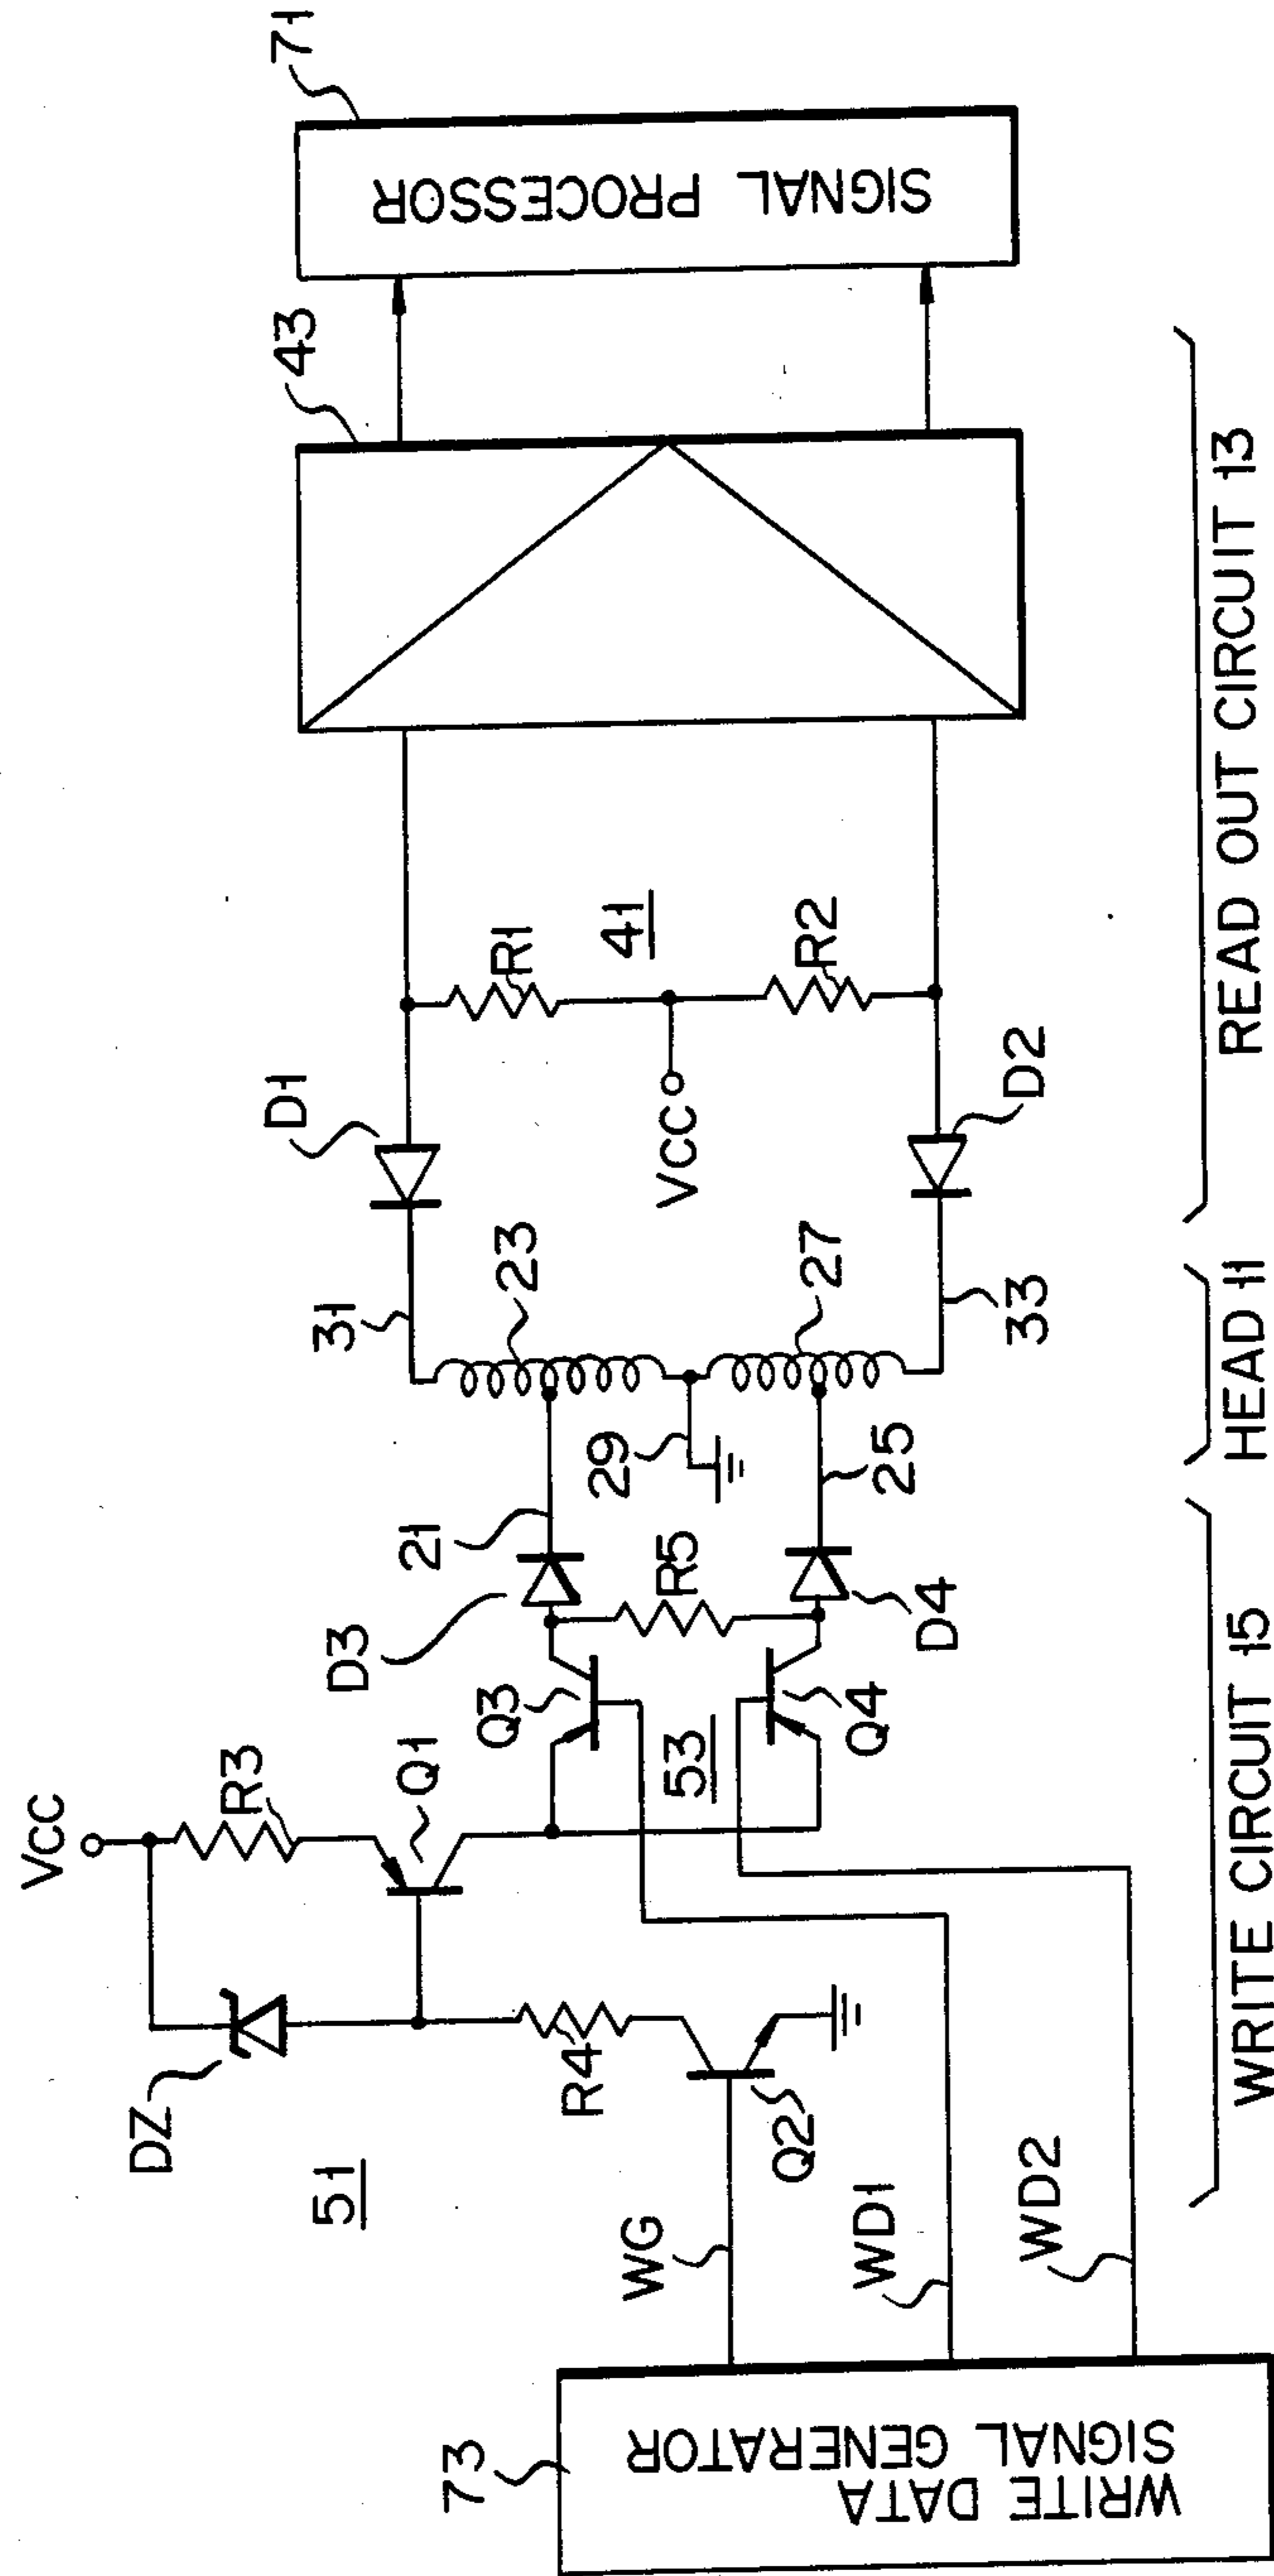 71
SIGNAL PROCESSOR
43
D1
31
23
R1
41
VCC
R2
27
D2
33
29
21
25
D3
R5
D4
Q3
53
Q4
VCC
R3
Q1
DZ
51
R4
Q2
WG
WD1
WD2
73
WRITE DATA
SIGNAL GENERATOR
WRITE CIRCUIT 15
HEAD 11
READ OUT CIRCUIT 13